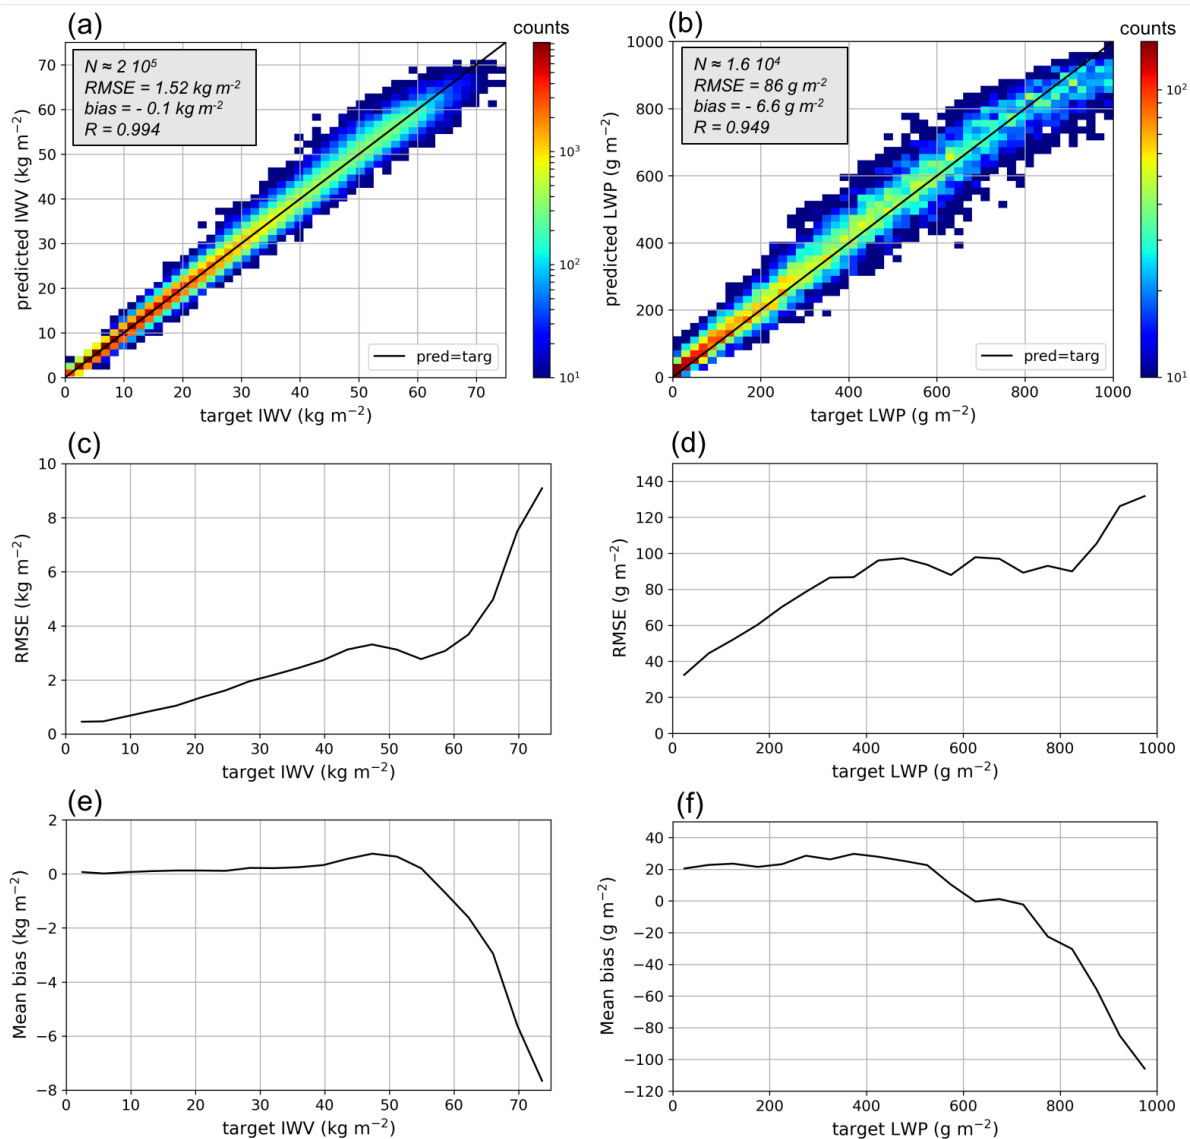 (a)
counts
N ≈ 2 10⁵
RMSE = 1.52 kg m⁻²
bias = - 0.1 kg m⁻²
R = 0.994
predicted IWV (kg m⁻²)
70
60
50
40
30
20
10
0
0 10 20 30 40 50 60 70
target IWV (kg m⁻²)
pred=targ
10³
10²
10¹
(b)
counts
N ≈ 1.6 10⁴
RMSE = 86 g m⁻²
bias = - 6.6 g m⁻²
R = 0.949
predicted LWP (g m⁻²)
1000
800
600
400
200
0
0 200 400 600 800 1000
target LWP (g m⁻²)
pred=targ
10²
10¹
(c)
RMSE (kg m⁻²)
10
8
6
4
2
0
0 10 20 30 40 50 60 70
target IWV (kg m⁻²)
(d)
RMSE (g m⁻²)
140
120
100
80
60
40
20
0
0 200 400 600 800 1000
target LWP (g m⁻²)
(e)
Mean bias (kg m⁻²)
2
0
−2
−4
−6
−8
0 10 20 30 40 50 60 70
target IWV (kg m⁻²)
(f)
Mean bias (g m⁻²)
40
20
0
−20
−40
−60
−80
−100
−120
0 200 400 600 800 1000
target LWP (g m⁻²)